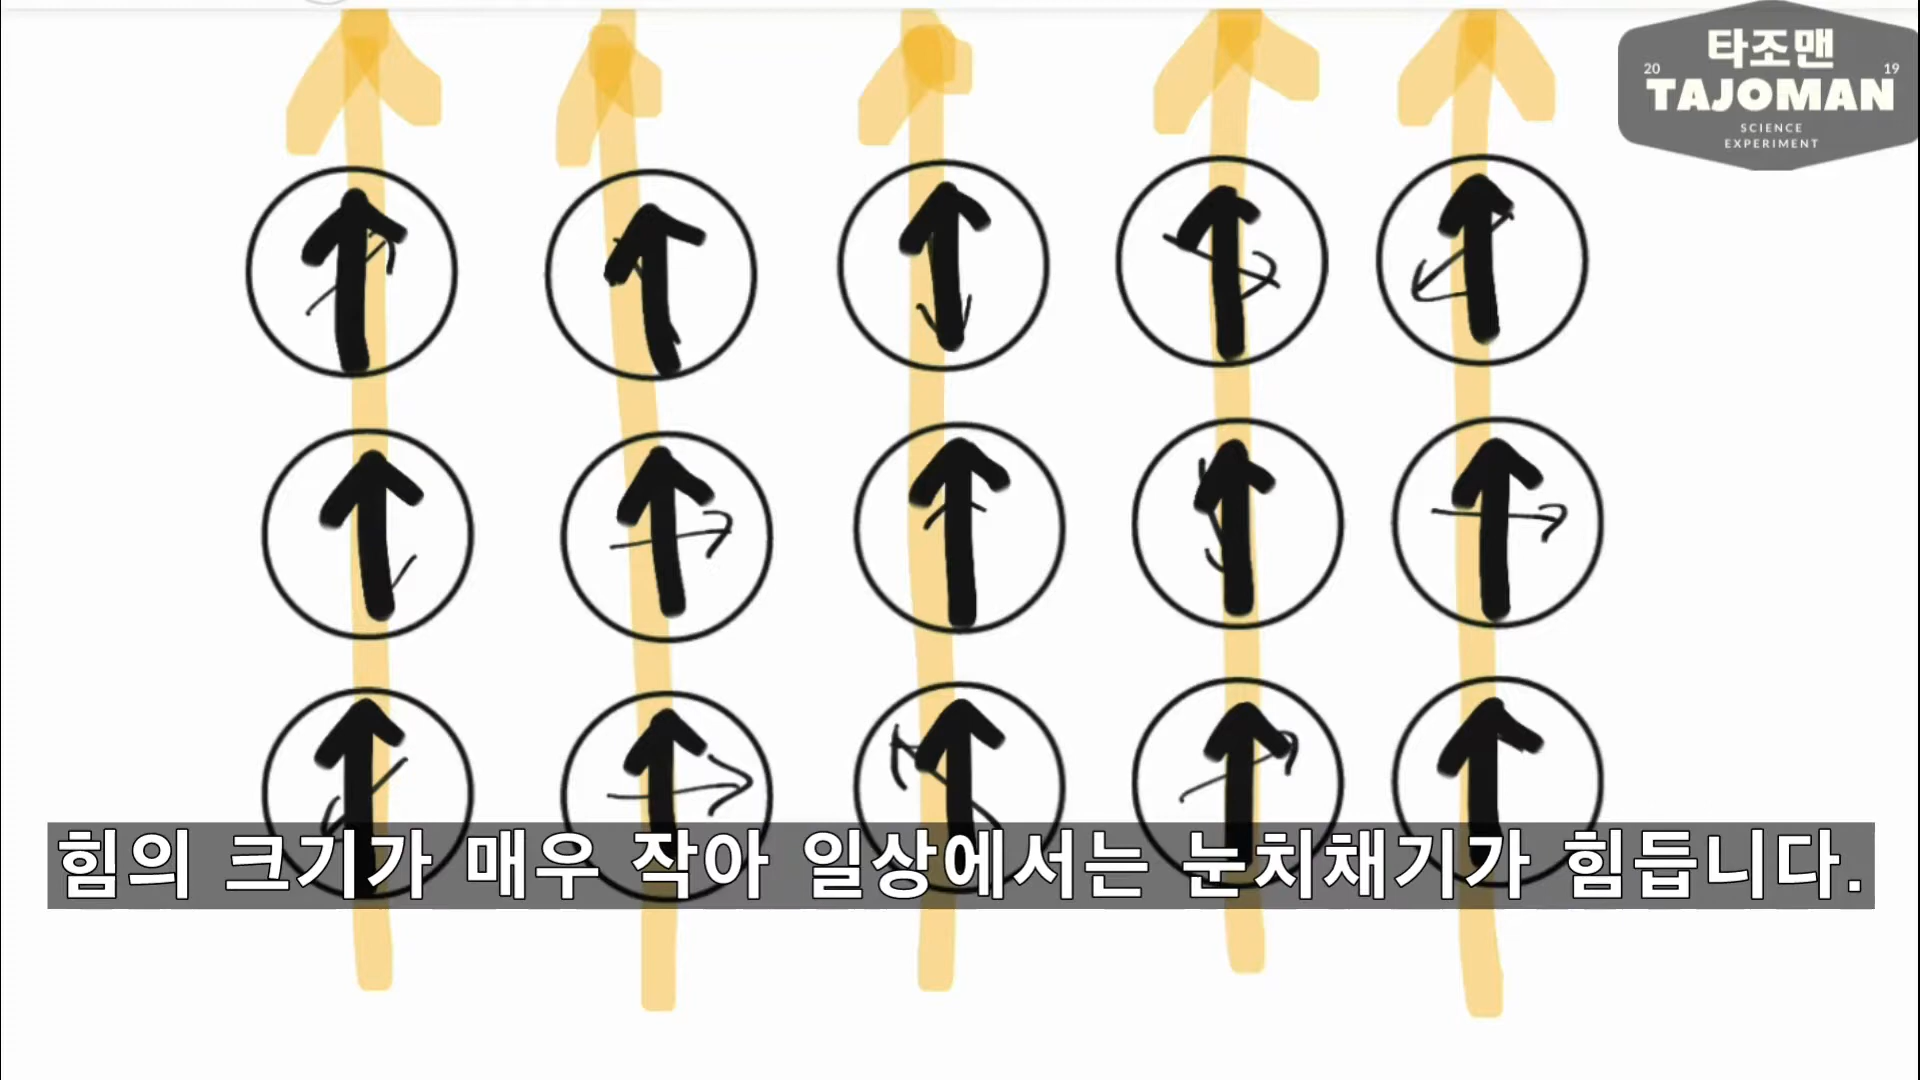 타조맨
20 19
TAJOMAN
SCIENCE
EXPERIMENT
힘의 크기가 매우 작아 일상에서는 눈치채기가 힘듭니다.